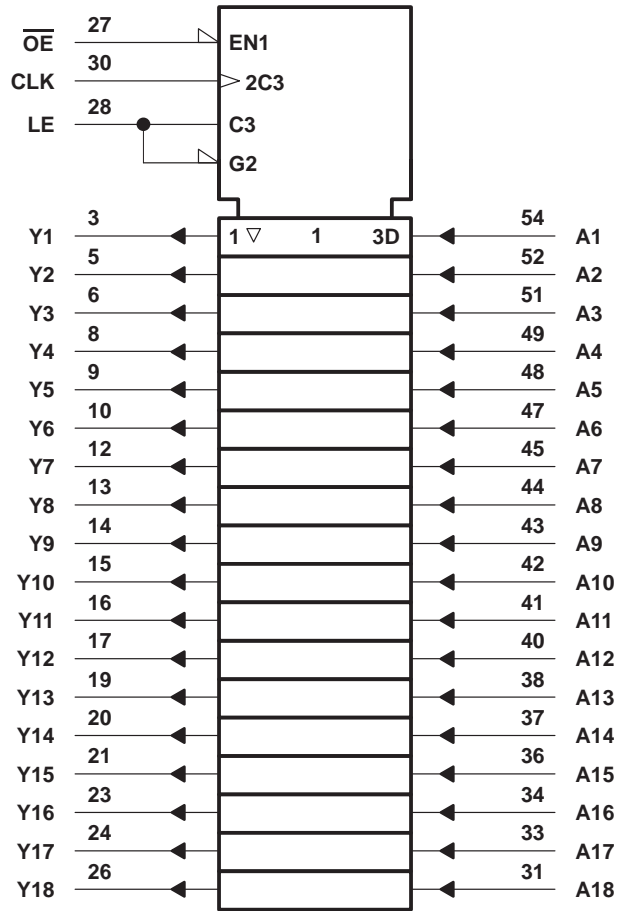 OE 27 EN1
CLK 30 2C3
LE 28 C3
G2
Y1 3 1 ▽ 1 3D 54 A1
Y2 5 52 A2
Y3 6 51 A3
Y4 8 49 A4
Y5 9 48 A5
Y6 10 47 A6
Y7 12 45 A7
Y8 13 44 A8
Y9 14 43 A9
Y10 15 42 A10
Y11 16 41 A11
Y12 17 40 A12
Y13 19 38 A13
Y14 20 37 A14
Y15 21 36 A15
Y16 23 34 A16
Y17 24 33 A17
Y18 26 31 A18